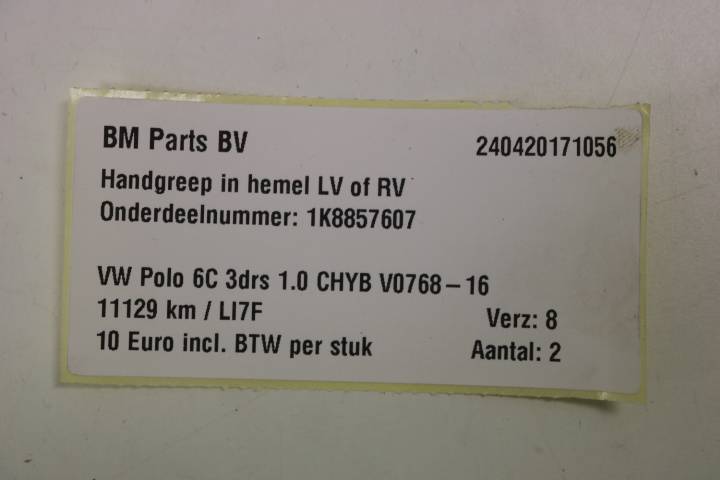 BM Parts BV 240420171056
Handgreep in hemel LV of RV
Onderdeelnummer: 1K8857607
VW Polo 6C 3drs 1.0 CHYB V0768-16
11129 km / LI7F Verz: 8
10 Euro incl. BTW per stuk Aantal: 2